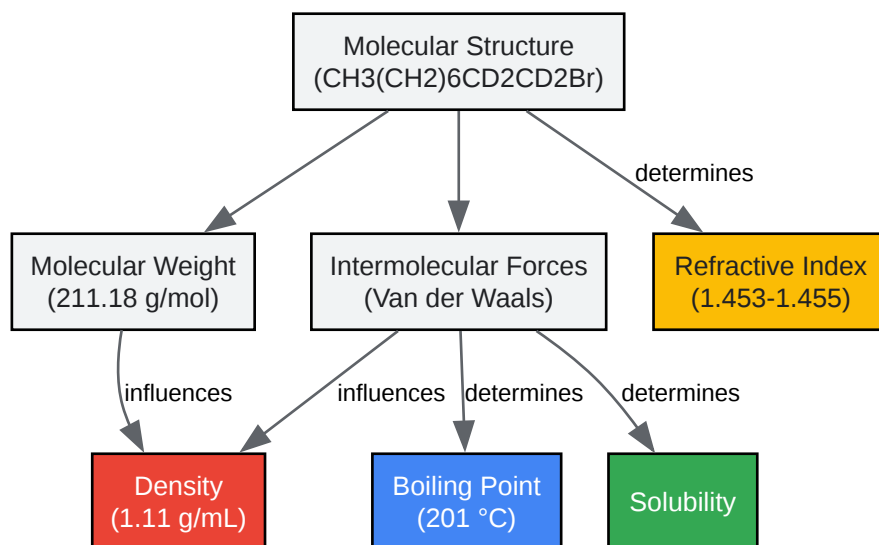 Molecular Structure
(CH3(CH2)6CD2CD2Br)
determines
Molecular Weight
(211.18 g/mol)
Intermolecular Forces
(Van der Waals)
Refractive Index
(1.453-1.455)
influences
influences
determines
determines
Density
(1.11 g/mL)
Boiling Point
(201 °C)
Solubility